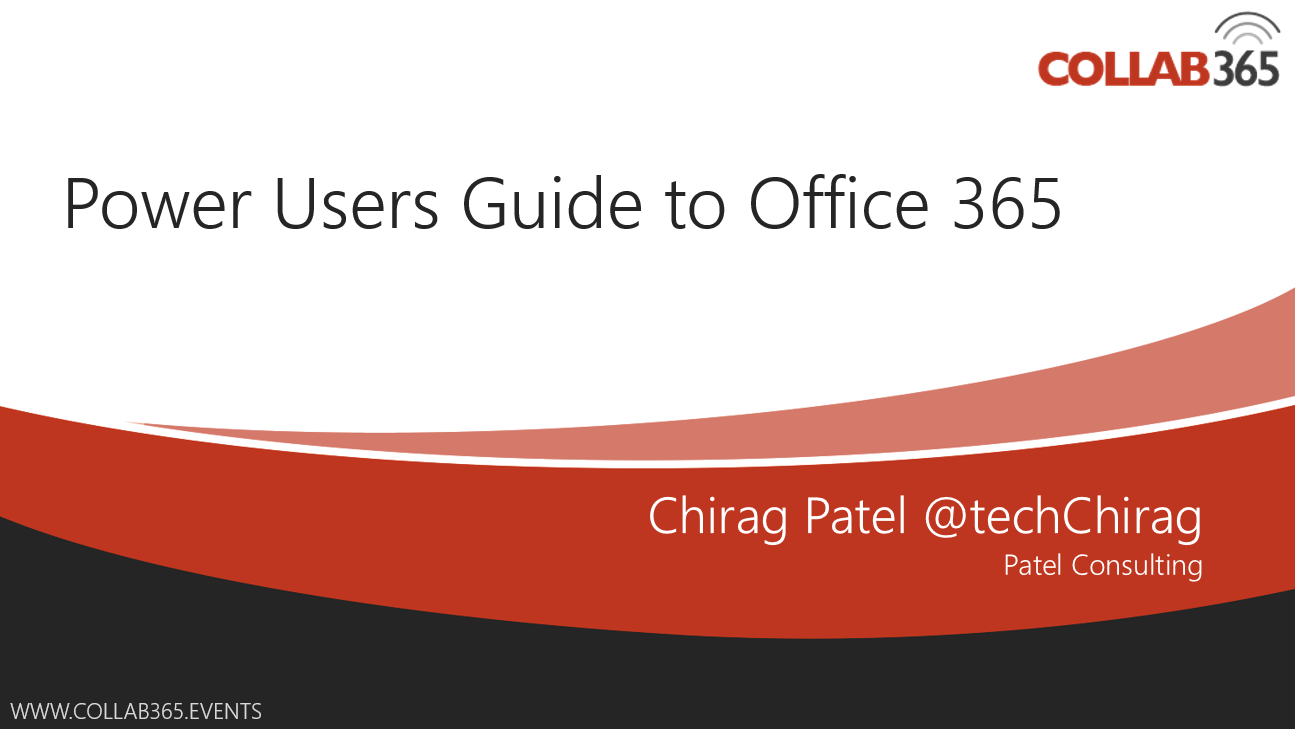 COLLAB365
Power Users Guide to Office 365
Chirag Patel @techChirag
Patel Consulting
WWW.COLLAB365.EVENTS